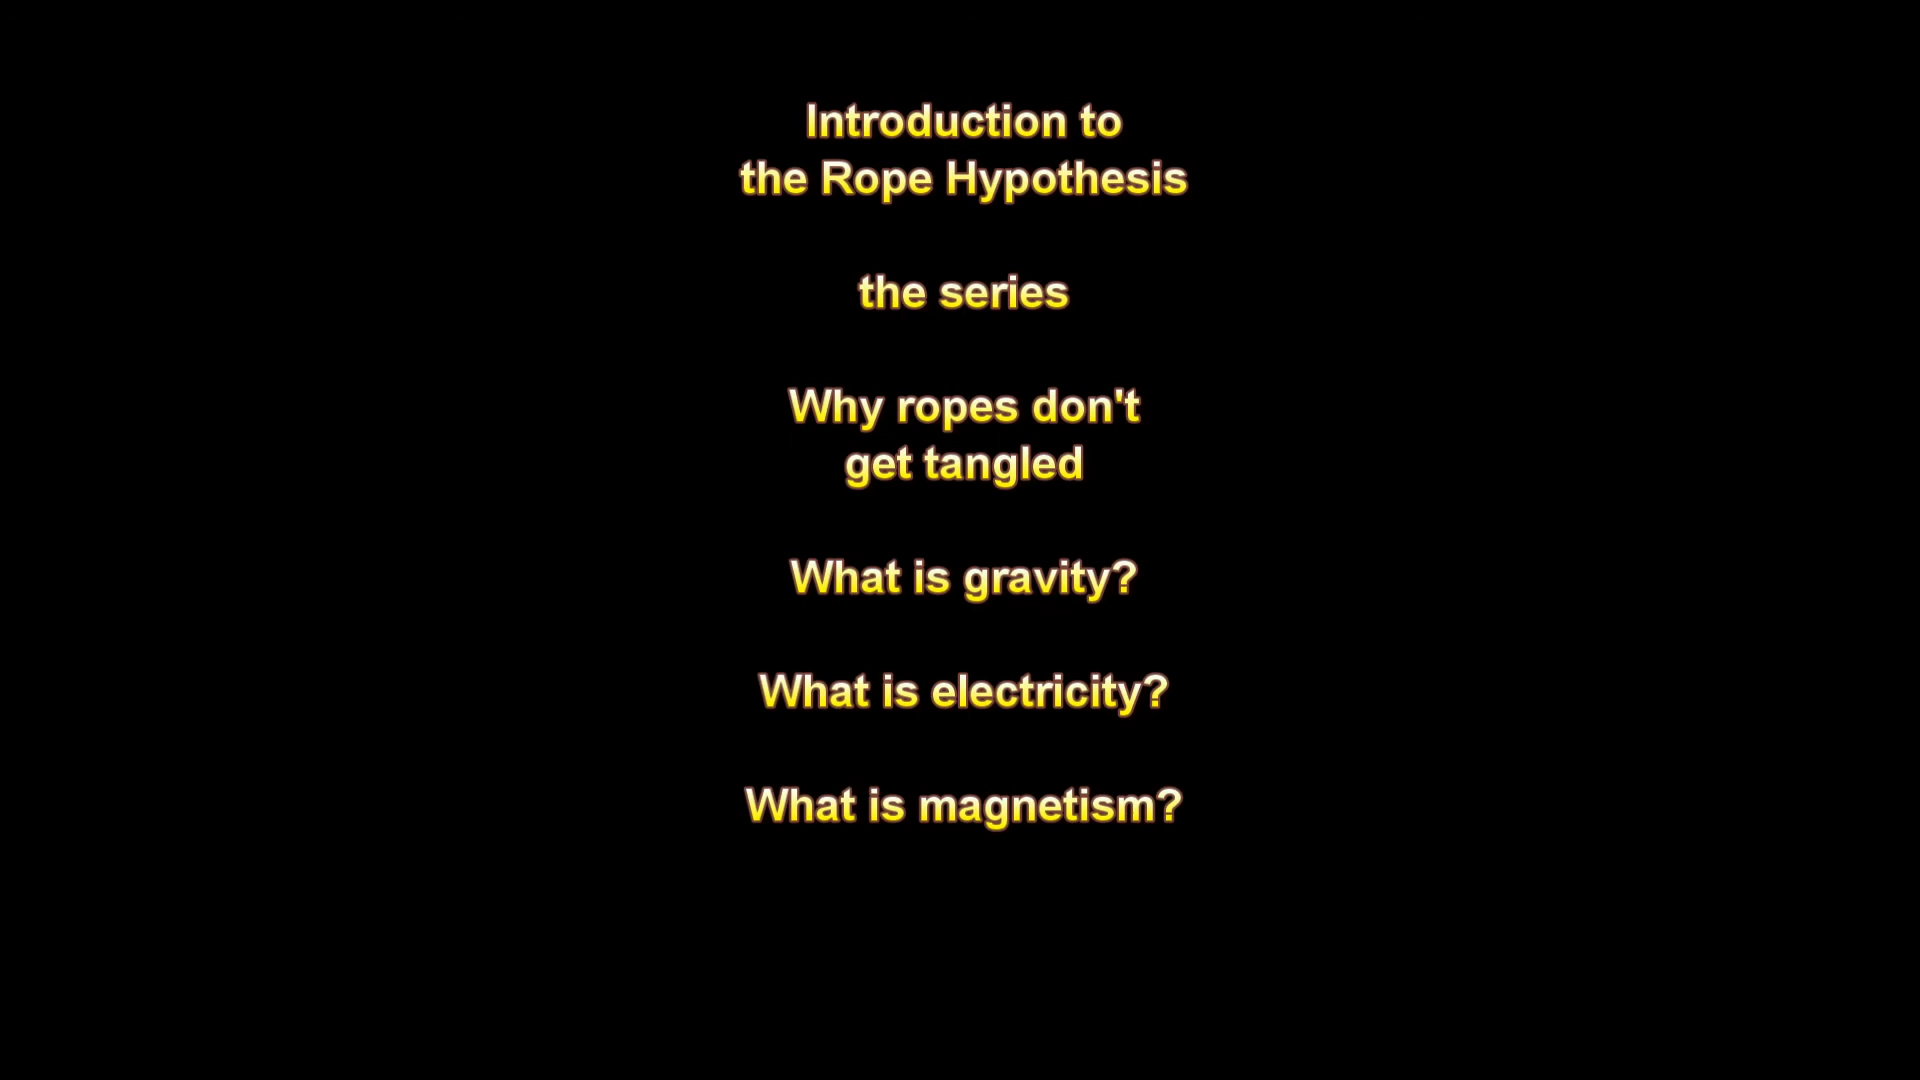 Introduction to
the Rope Hypothesis
the series
Why ropes don't
get tangled
What is gravity?
What is electricity?
What is magnetism?